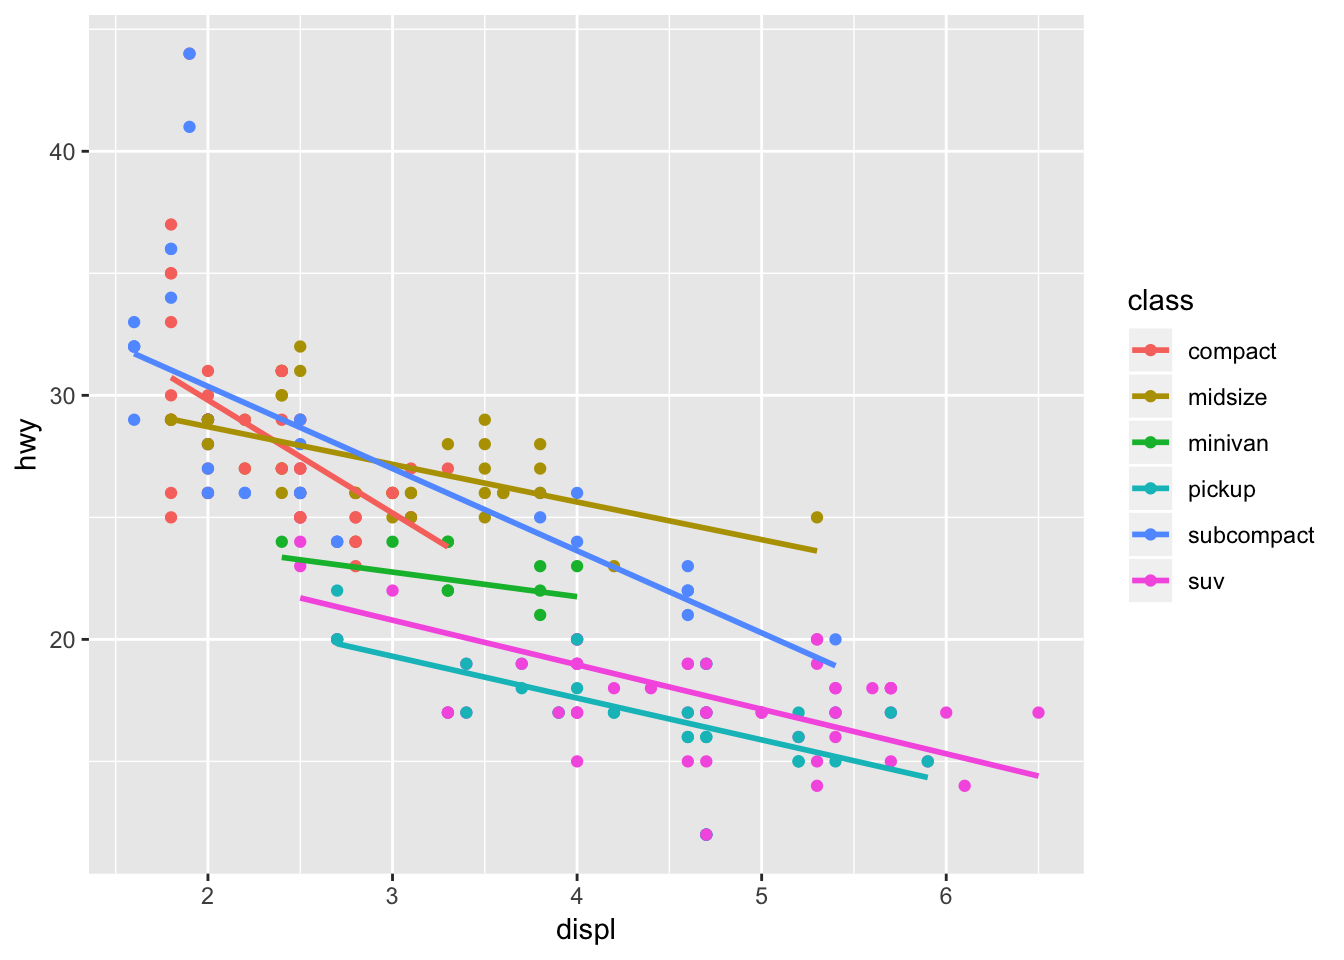 40
30
20
hwy
2 3 4 5 6
displ
class
compact
midsize
minivan
pickup
subcompact
suv